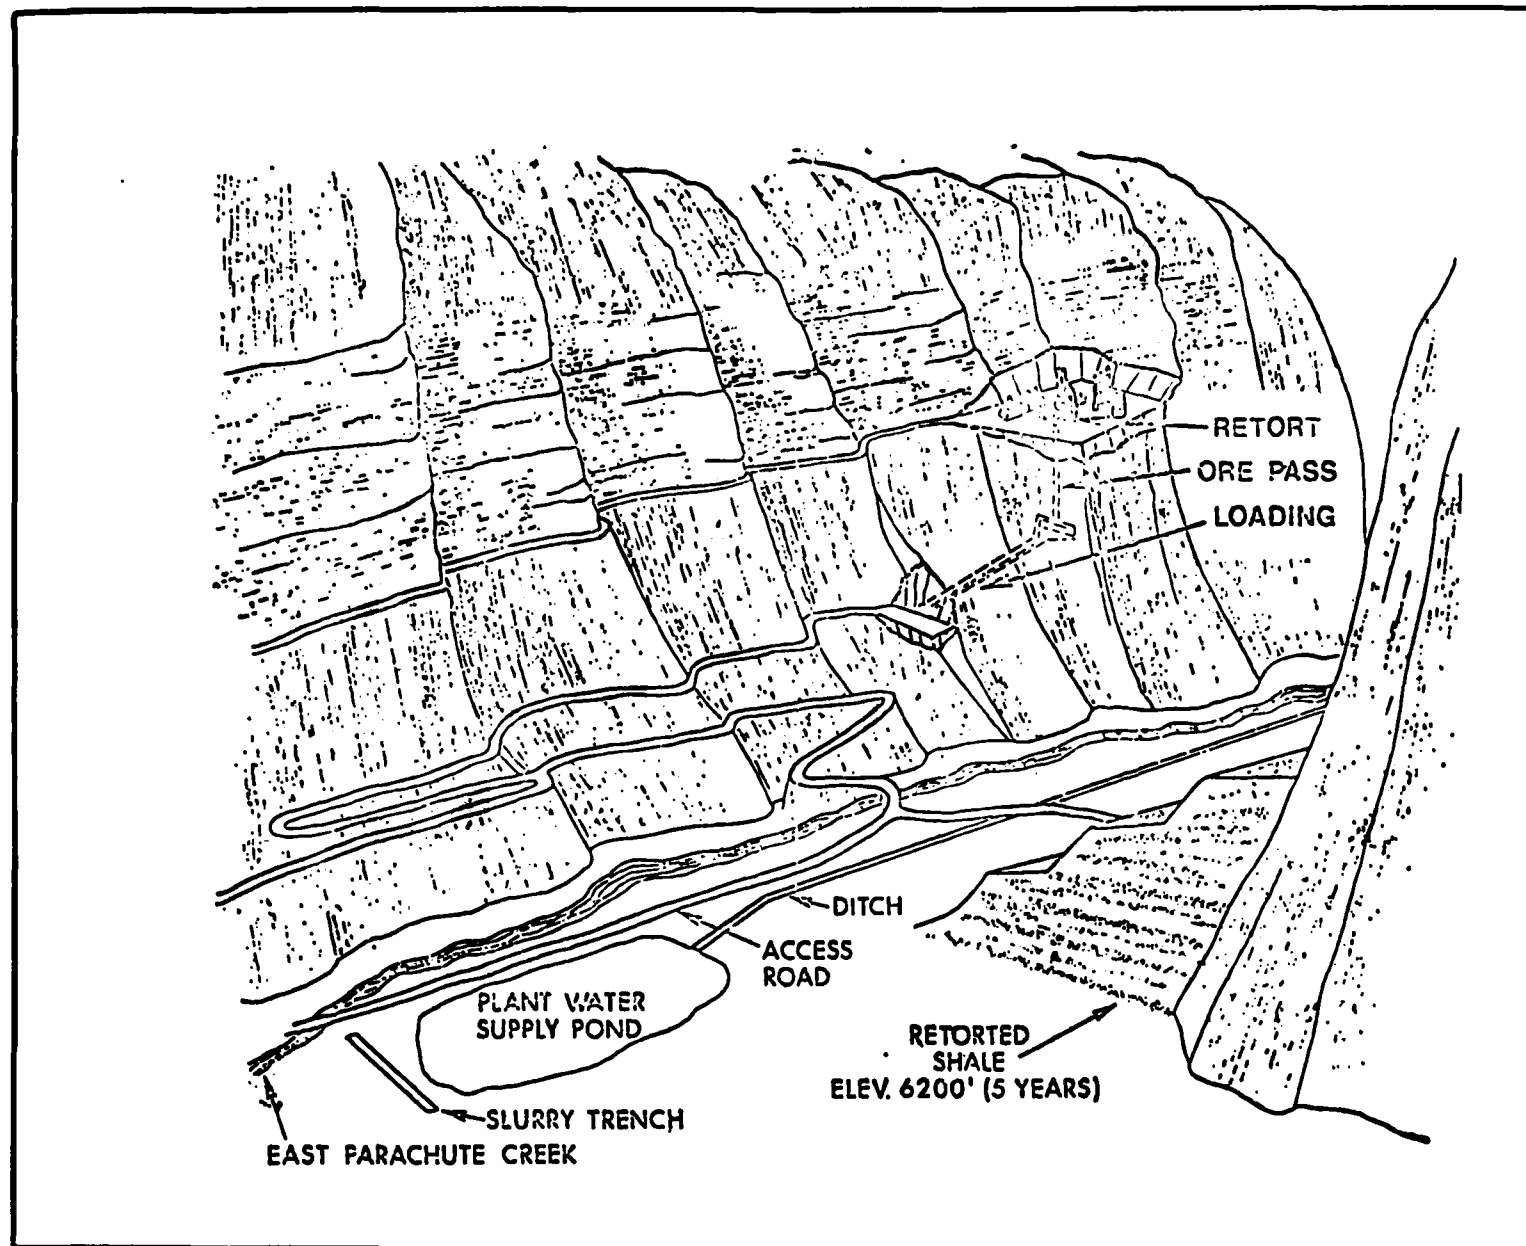 RETORT
ORE PASS
LOADING
DITCH
ACCESS
ROAD
PLANT WATER
SUPPLY POND
RETORTED
SHALE
ELEV. 6200' (5 YEARS)
SLURRY TRENCH
EAST PARACHUTE CREEK